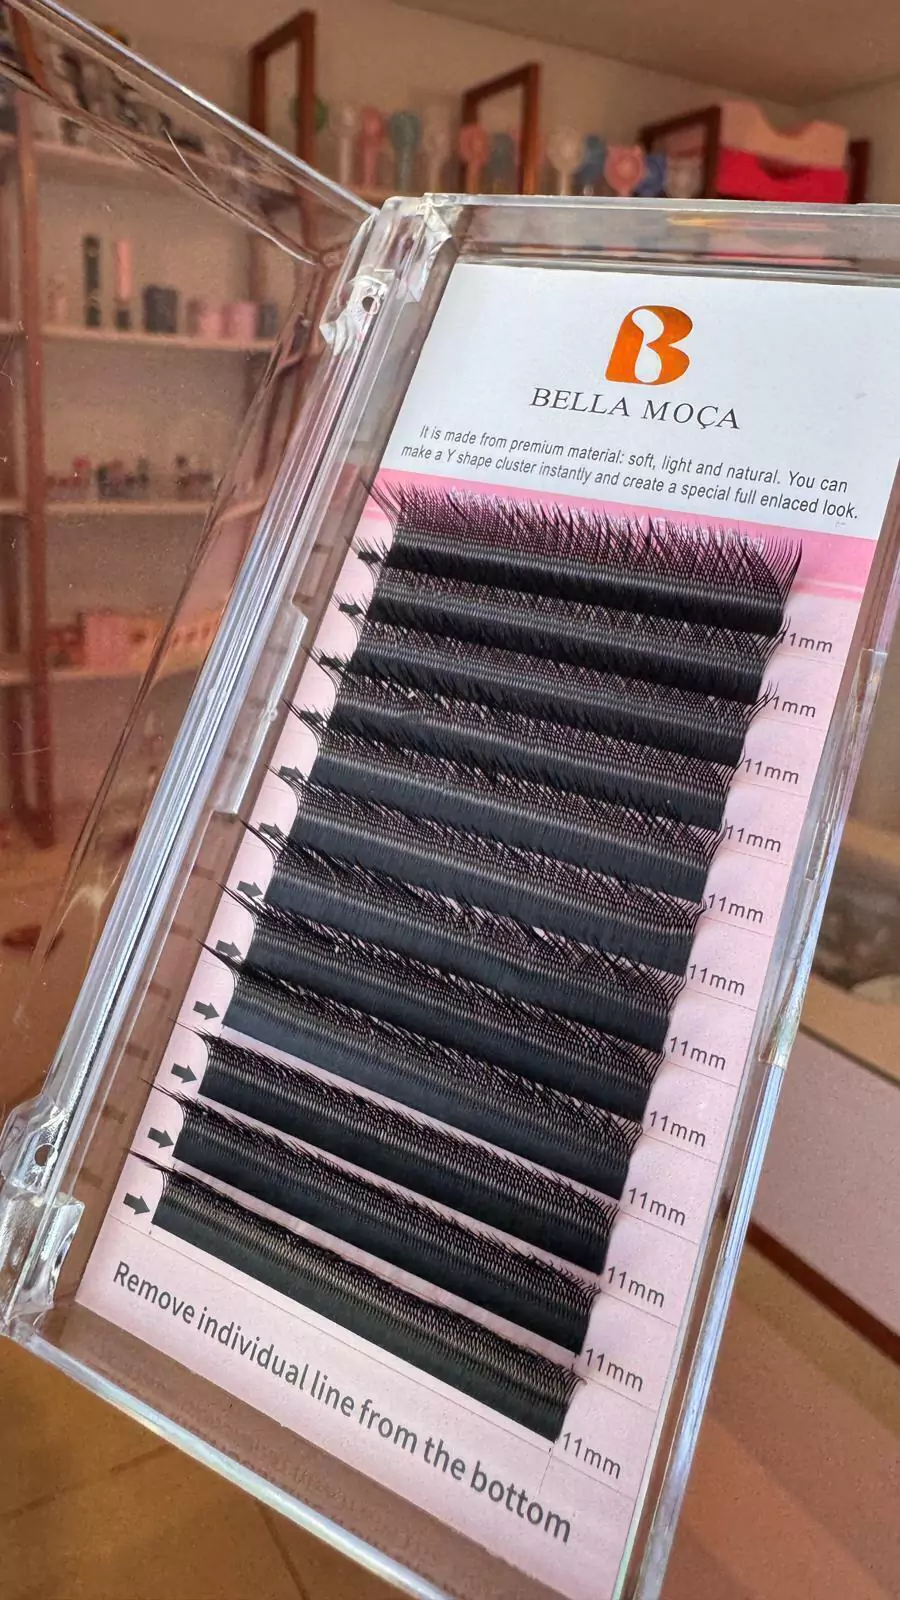 BELLA MOÇA
It is made from premium material: soft, light and natural. You can
make a Y shape cluster instantly and create a special full enlaced look.
11mm
11mm
11mm
11mm
11mm
11mm
11mm
11mm
11mm
11mm
11mm
11mm
Remove individual line from the bottom